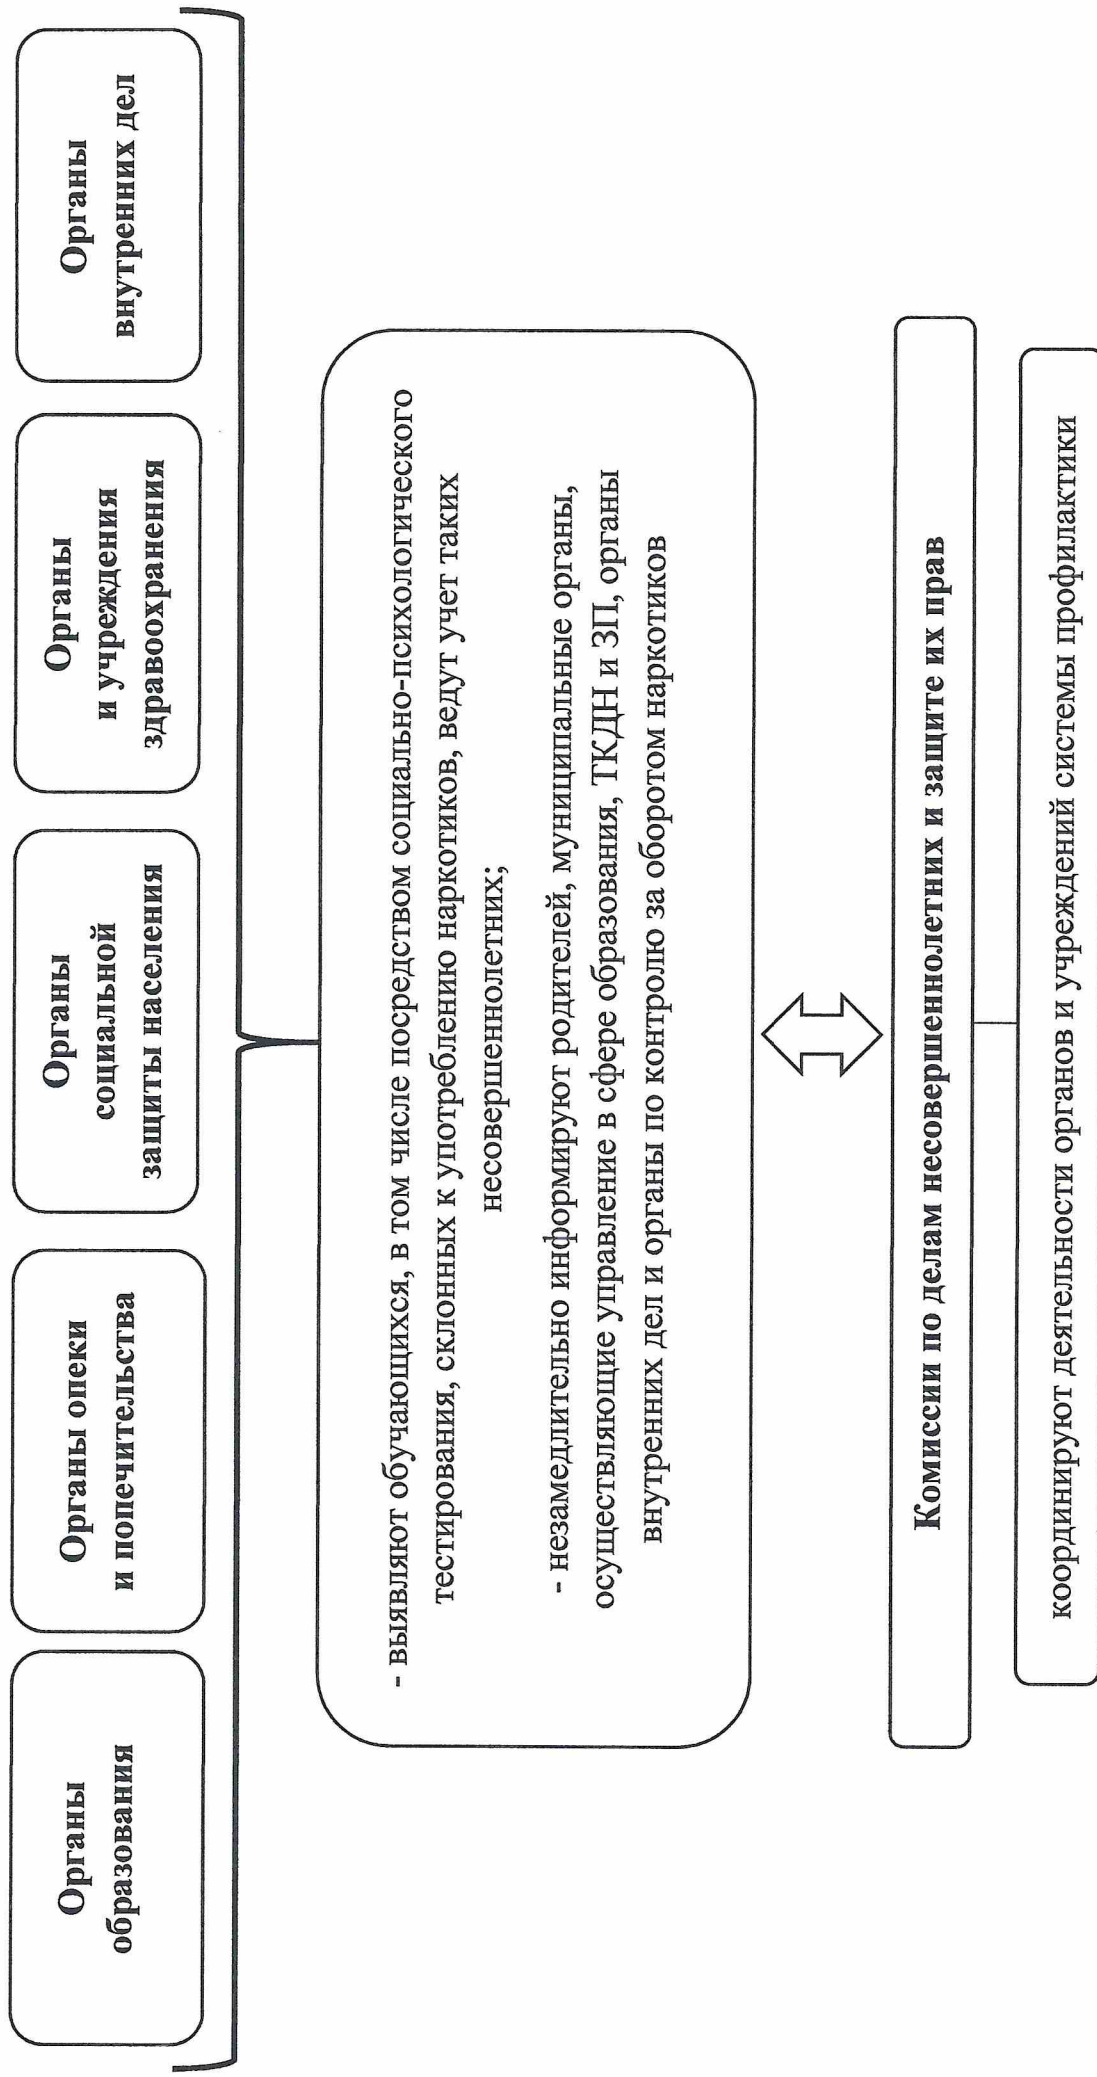 Органы
образования
Органы опеки
и попечительства
Органы
социальной
защиты населения
Органы
и учреждения
здравоохранения
Органы
внутренних дел
- выявляют обучающихся, в том числе посредством социально-психологического
тестирования, склонных к употреблению наркотиков, ведут учет таких
несовершеннолетних;
- незамедлительно информируют родителей, муниципальные органы,
осуществляющие управление в сфере образования, ТКДН и ЗП, органы
внутренних дел и органы по контролю за оборотом наркотиков
Комиссии по делам несовершеннолетних и защите их прав
координируют деятельности органов и учреждений системы профилактики